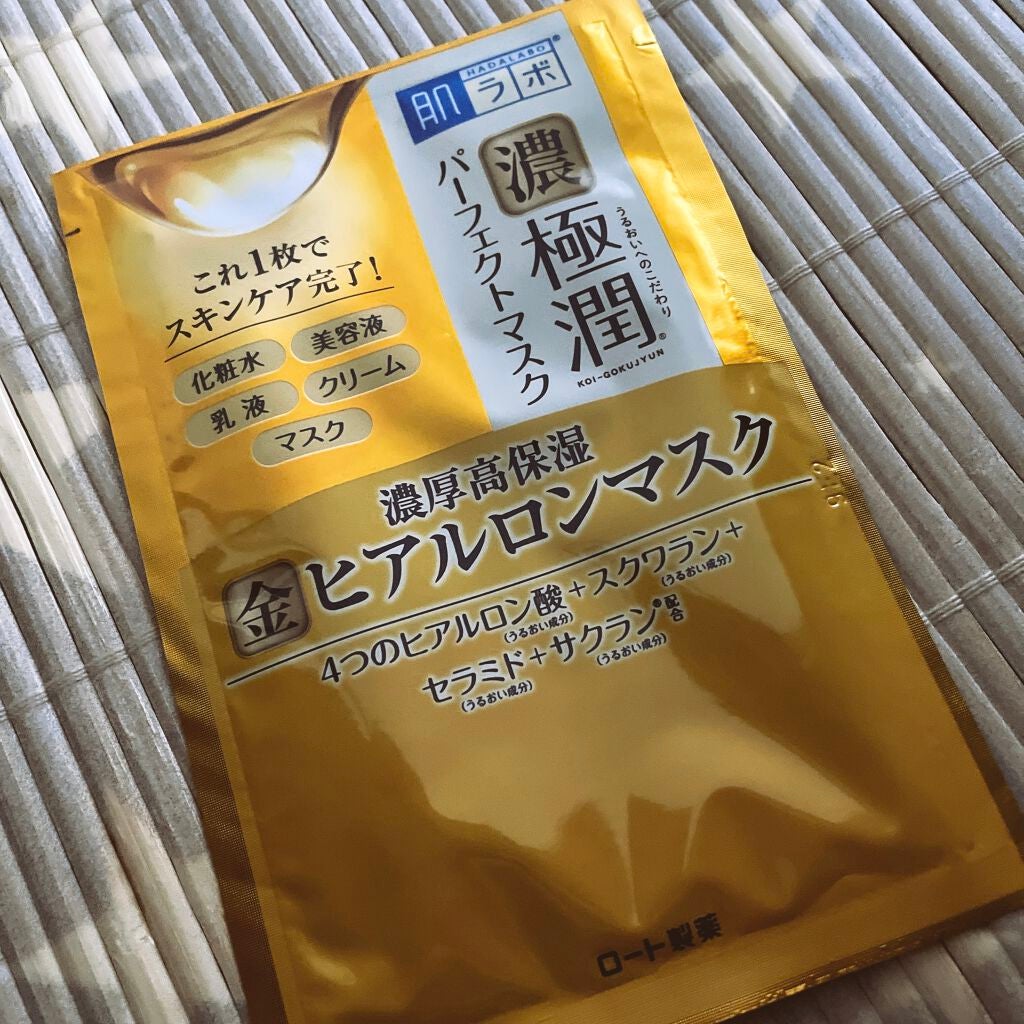 HADALABO®
肌ラボ
濃
極潤®
うるおいへのこだわり
KOI-GOKUJYUN
パーフェクトマスク
これ1枚で
スキンケア完了!
化粧水
美容液
乳液
クリーム
マスク
濃厚高保湿
金ヒアルロンマスク
4つのヒアルロン酸+スクワラン+
(うるおい成分)
(うるおい成分)
セラミド+サクラン®配合
(うるおい成分)
(うるおい成分)
ロート製薬